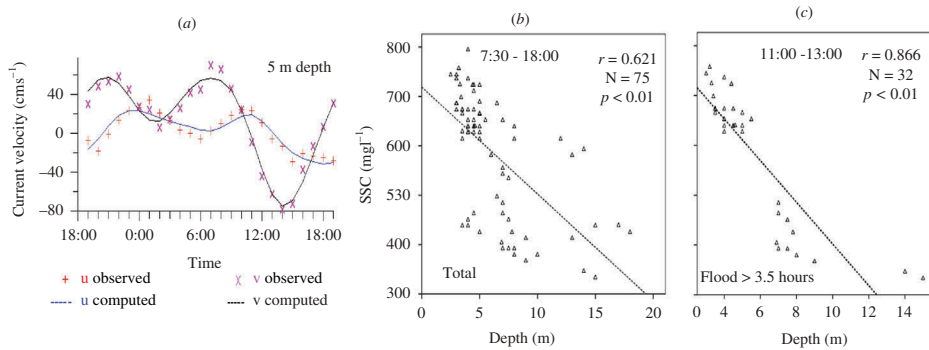 (a)
Current velocity (cms⁻¹)
80
40
0
−40
−80
5 m depth
18:00 0:00 6:00 12:00 18:00
Time
u observed
v observed
u computed
v computed
(b)
SSC (mgl⁻¹)
800
700
600
530
400
300
7:30 - 18:00
r = 0.621
N = 75
p < 0.01
Total
0 5 10 15 20
Depth (m)
(c)
11:00 -13:00
r = 0.866
N = 32
p < 0.01
Flood > 3.5 hours
2 4 6 8 10 12 14
Depth (m)